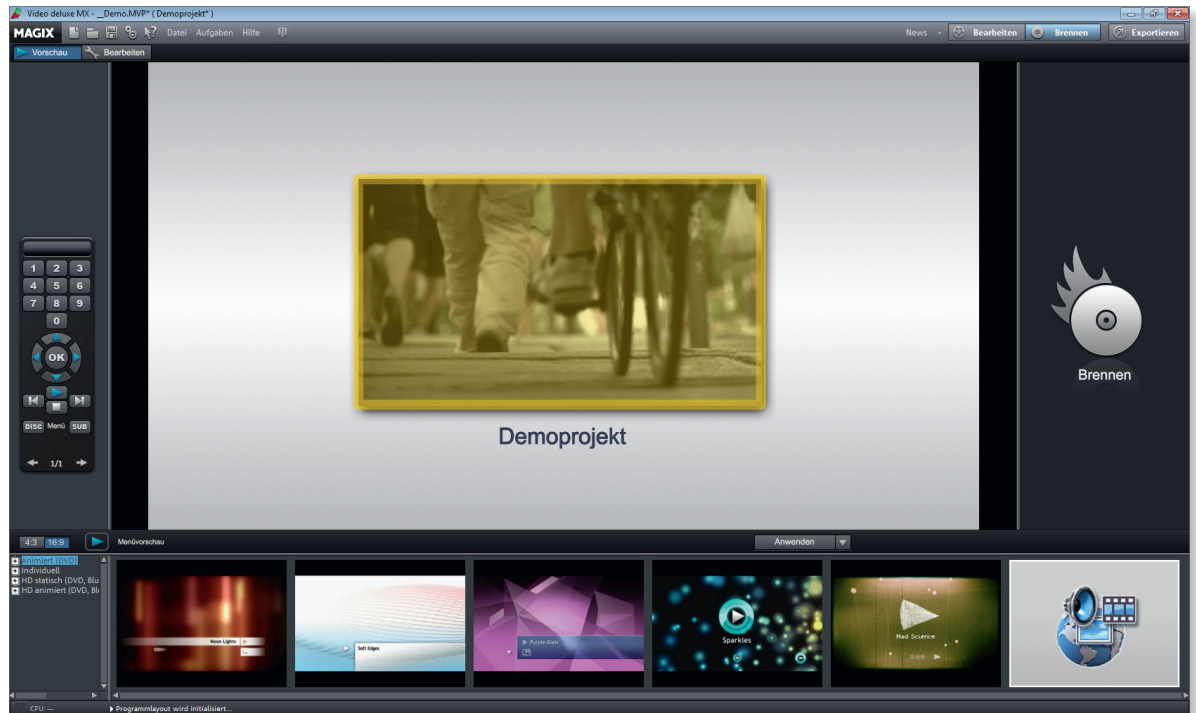 Video deluxe MX - __Demo.MVP* ( Demoprojekt* )
MAGIX Datei Aufgaben Hilfe News Bearbeiten Brennen Exportieren
Vorschau Bearbeiten
1 2 3
4 5 6
7 8 9
0
OK
DISC Menü SUB
1/1
Demoprojekt
Brennen
4:3 16:9 Menüvorschau Anwenden
Animiert (DVD)
Individuell
HD statisch (DVD, Blu
HD animiert (DVD, Bl
Neon Lights
Soft Edges
Purple Glass
Sparkles
Mad Science
CPU: — Programmlayout wird initialisiert...